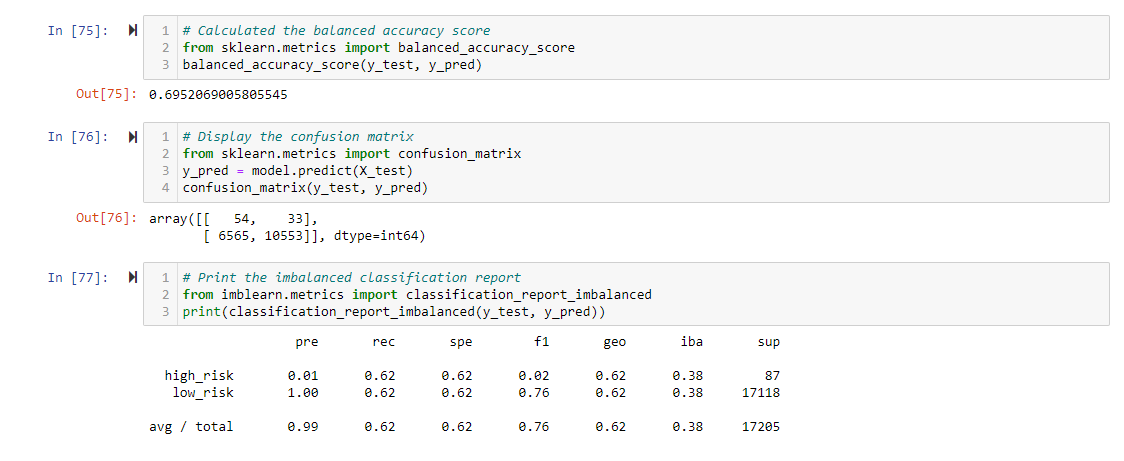 In [75]: 1 # Calculated the balanced accuracy score
2 from sklearn.metrics import balanced_accuracy_score
3 balanced_accuracy_score(y_test, y_pred)
Out[75]: 0.6952069005805545
In [76]: 1 # Display the confusion matrix
2 from sklearn.metrics import confusion_matrix
3 y_pred = model.predict(X_test)
4 confusion_matrix(y_test, y_pred)
Out[76]: array([[   54,    33],
       [ 6565, 10553]], dtype=int64)
In [77]: 1 # Print the imbalanced classification report
2 from imblearn.metrics import classification_report_imbalanced
3 print(classification_report_imbalanced(y_test, y_pred))
pre rec spe f1 geo iba sup
high_risk 0.01 0.62 0.62 0.02 0.62 0.38 87
low_risk 1.00 0.62 0.62 0.76 0.62 0.38 17118
avg / total 0.99 0.62 0.62 0.76 0.62 0.38 17205